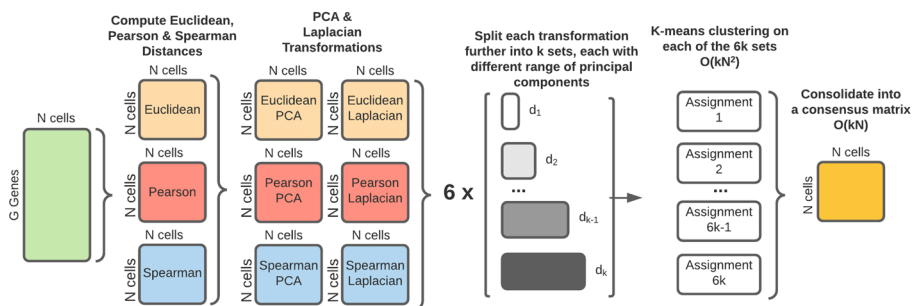 Compute Euclidean,
Pearson & Spearman
Distances
PCA &
Laplacian
Transformations
Split each transformation
further into k sets, each with
different range of principal
components
K-means clustering on
each of the 6k sets
O(kN²)
Consolidate into
a consensus matrix
O(kN)
N cells
G Genes
N cells
N cells
Euclidean
N cells
N cells
Pearson
N cells
N cells
Spearman
N cells
N cells
N cells
Euclidean
PCA
Euclidean
Laplacian
N cells
N cells
N cells
Pearson
PCA
Pearson
Laplacian
N cells
N cells
N cells
Spearman
PCA
Spearman
Laplacian
6 x
d1
d2
...
dk-1
dk
Assignment
1
Assignment
2
...
Assignment
6k-1
Assignment
6k
N cells
N cells